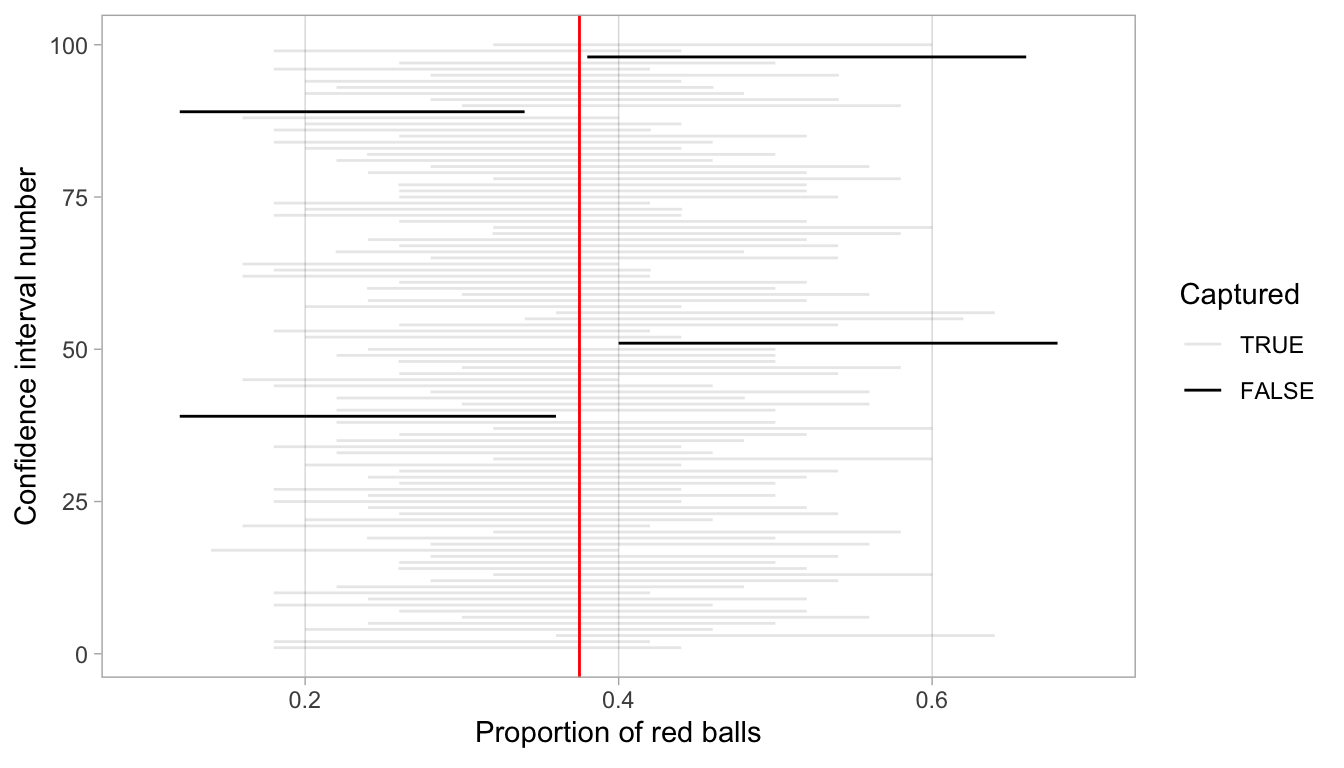 100
75
50
25
0
Confidence interval number
0.2
0.4
0.6
Proportion of red balls
Captured
TRUE
FALSE